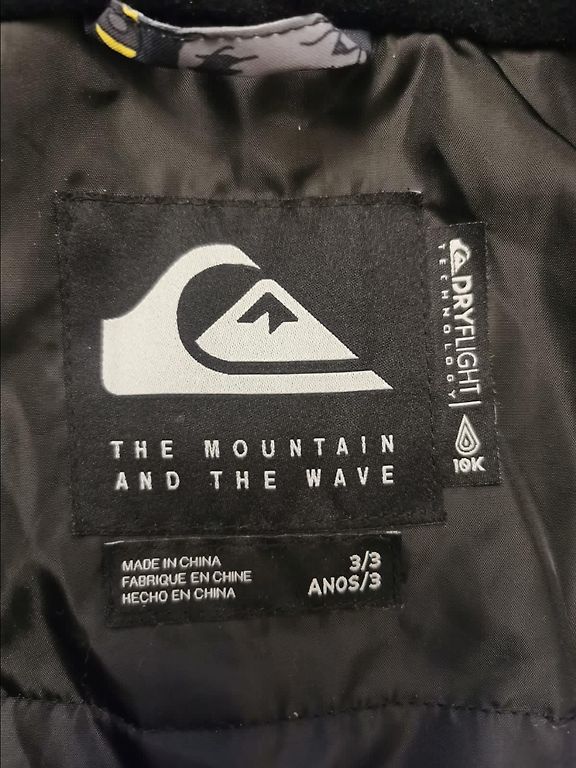 THE MOUNTAIN
AND THE WAVE
DRYFLIGHT
TECHNOLOGY
10K
MADE IN CHINA
FABRIQUE EN CHINE
HECHO EN CHINA
3/3
ANOS/3